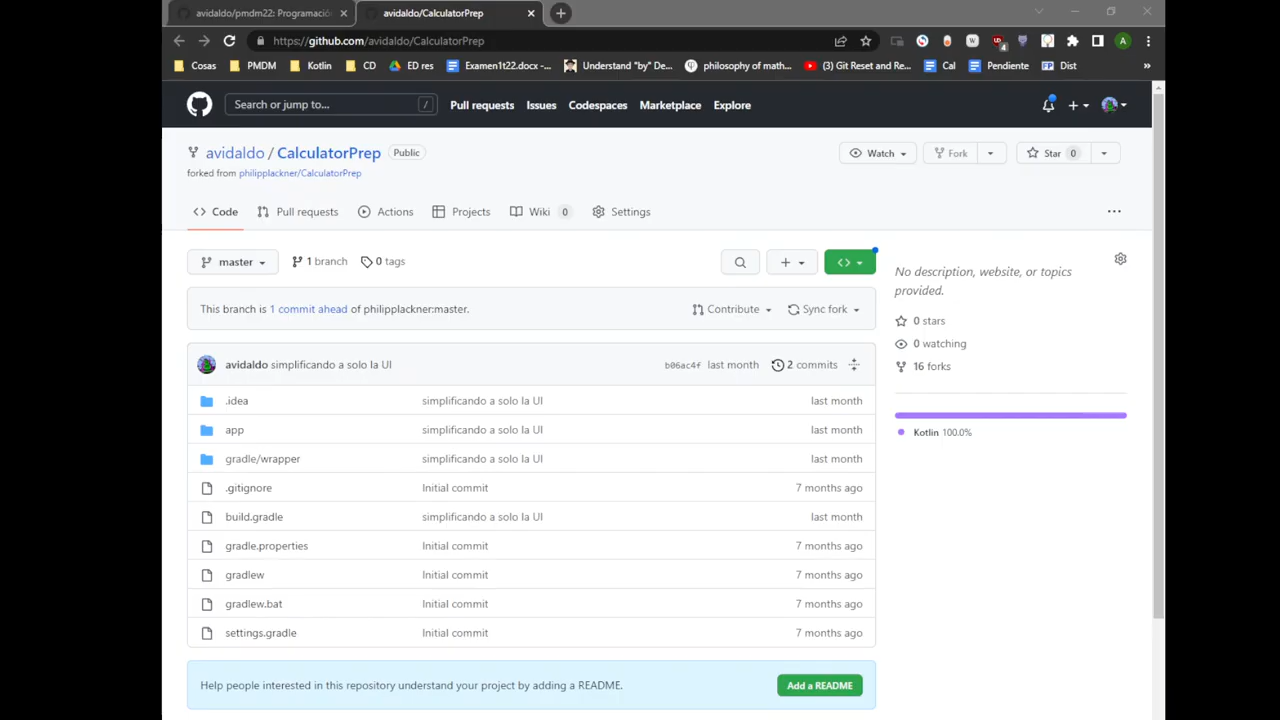 avidaldo/pmdm22: Programació
avidaldo/CalculatorPrep
https://github.com/avidaldo/CalculatorPrep
Cosas PMDM Kotlin CD ED res Examen1t22.docx -... Understand "by" De... philosophy of math... (3) Git Reset and Re... Cal Pendiente FP Dist »
Search or jump to... / Pull requests Issues Codespaces Marketplace Explore
avidaldo / CalculatorPrep Public
Watch Fork Star 0
forked from philipplackner/CalculatorPrep
Code Pull requests Actions Projects Wiki 0 Settings
master 1 branch 0 tags
No description, website, or topics
provided.
This branch is 1 commit ahead of philipplackner:master. Contribute Sync fork
0 stars
0 watching
16 forks
avidaldo simplificando a solo la UI b06ac4f last month 2 commits
.idea simplificando a solo la UI last month
app simplificando a solo la UI last month
Kotlin 100.0%
gradle/wrapper simplificando a solo la UI last month
.gitignore Initial commit 7 months ago
build.gradle simplificando a solo la UI last month
gradle.properties Initial commit 7 months ago
gradlew Initial commit 7 months ago
gradlew.bat Initial commit 7 months ago
settings.gradle Initial commit 7 months ago
Help people interested in this repository understand your project by adding a README. Add a README